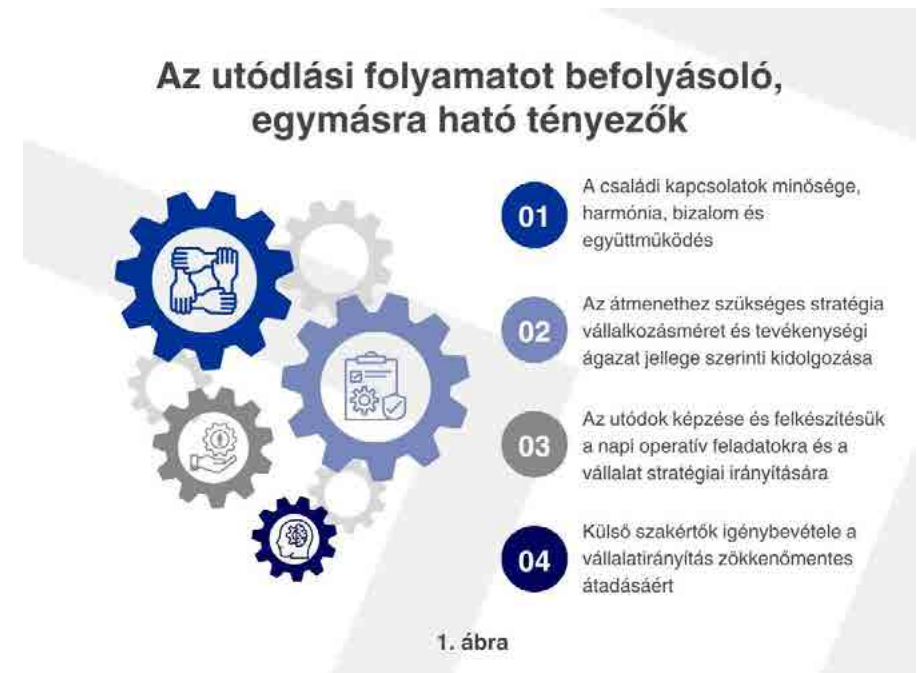 Az utódlási folyamatot befolyásoló,
egymásra ható tényezők
01
A családi kapcsolatok minősége,
harmónia, bizalom és
együttműködés
02
Az átmenethez szükséges stratégia
vállalkozásméret és tevékenységi
ágazat jellege szerinti kidolgozása
03
Az utódok képzése és felkészítésük
a napi operatív feladatokra és a
vállalat stratégiai irányítására
04
Külső szakértők igénybevétele a
vállalatirányítás zökkenőmentes
átadásáért
1. ábra